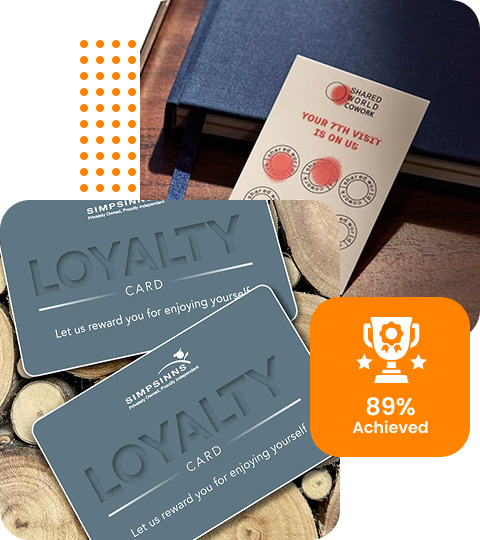 SHARED
WORLD
COWORK
YOUR 7TH VISIT
IS ON US
shared world
SIMPSINNS
Privately Owned, Proudly Independent
LOYALTY
CARD
Let us reward you for enjoying yourself
SIMPSINNS
Privately Owned, Proudly Independent
LOYALTY
CARD
Let us reward you for enjoying yourself
89%
Achieved